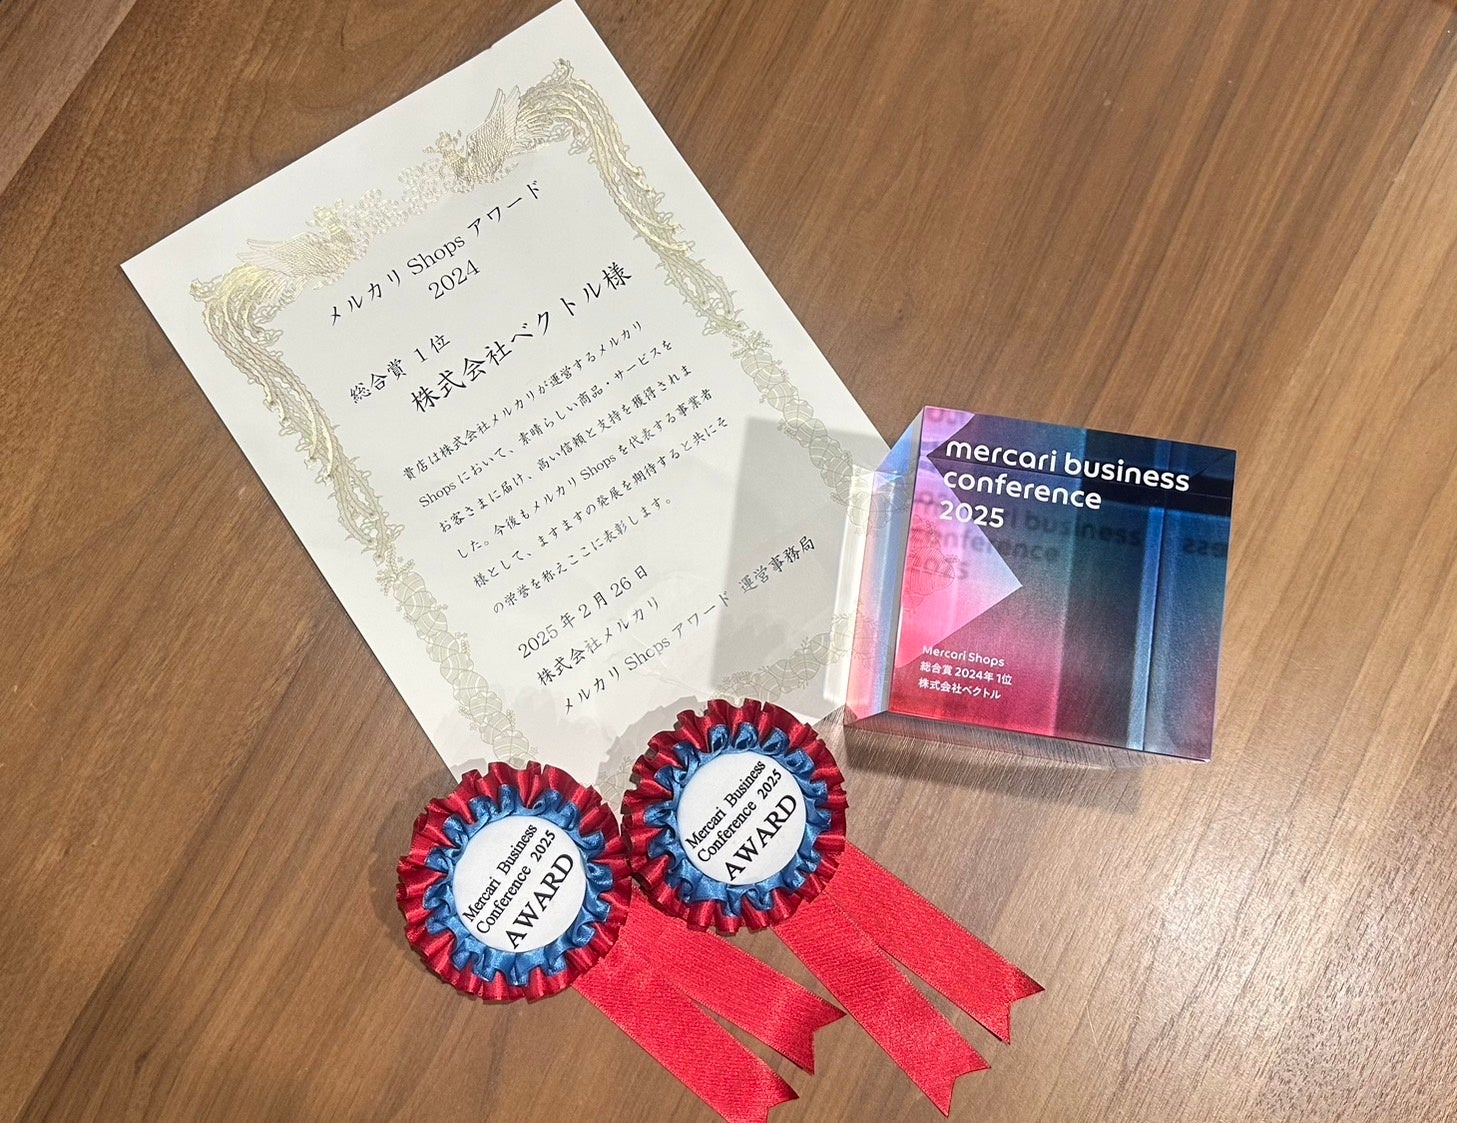 メルカリ Shops アワード
2024
総合賞 1 位
株式会社ベクトル様
貴店は株式会社メルカリが運営するメルカリ
Shops において、素晴らしい商品・サービスを
お客さまに届け、高い信頼と支持を獲得されま
した。今後もメルカリ Shops を代表する事業者
様として、ますますの発展を期待すると共にそ
の栄誉を称えここに表彰します。
2025 年 2 月 26 日
株式会社メルカリ
メルカリ Shops アワード 運営事務局
mercari business
conference
2025
Mercari Shops
総合賞 2024年 1位
株式会社ベクトル
Mercari Business
Conference 2025
AWARD
Mercari Business
Conference 2025
AWARD